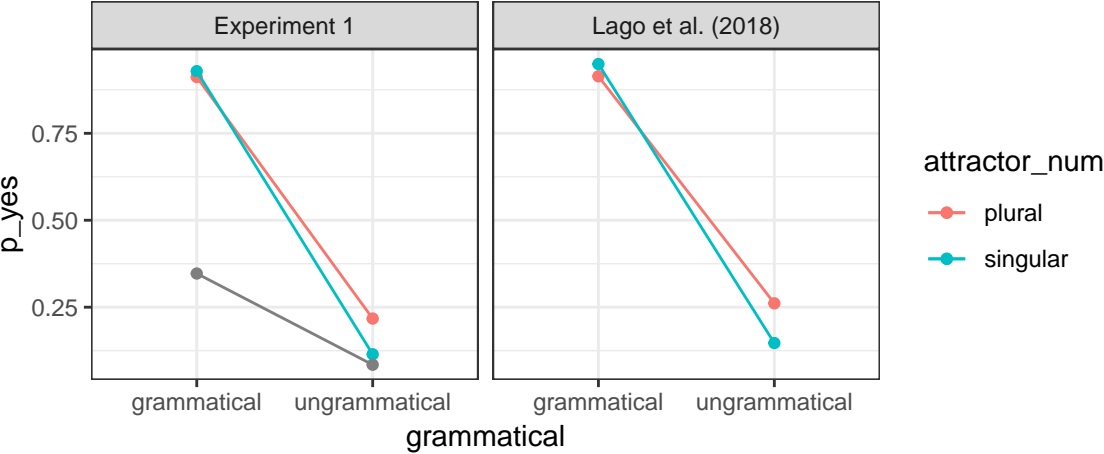 Experiment 1
Lago et al. (2018)
p_yes
0.75
0.50
0.25
grammatical
ungrammatical
grammatical
ungrammatical
grammatical
attractor_num
plural
singular